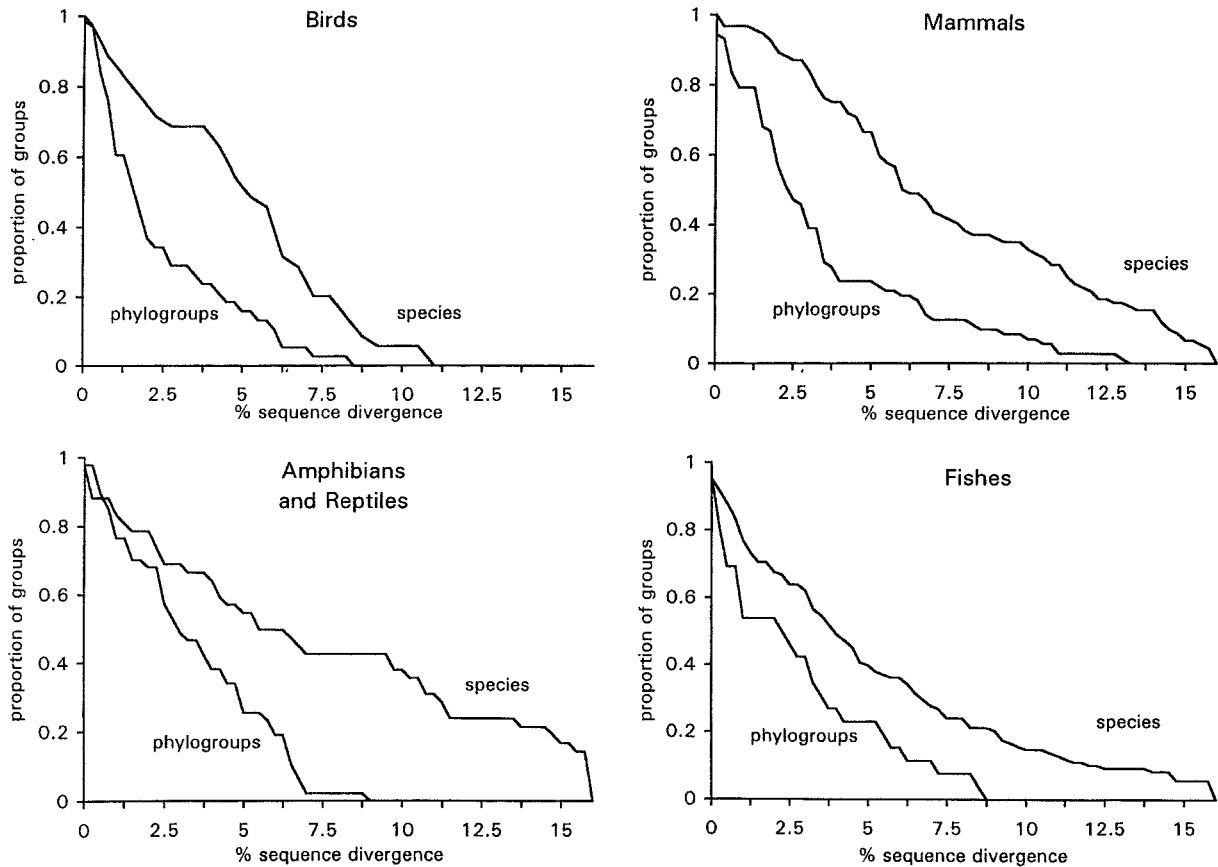 Birds
proportion of groups
1
0.8
0.6
0.4
0.2
0
phylogroups
species
0 2.5 5 7.5 10 12.5 15
% sequence divergence
Mammals
proportion of groups
1
0.8
0.6
0.4
0.2
0
species
phylogroups
0 2.5 5 7.5 10 12.5 15
% sequence divergence
Amphibians
and Reptiles
proportion of groups
1
0.8
0.6
0.4
0.2
0
species
phylogroups
0 2.5 5 7.5 10 12.5 15
% sequence divergence
Fishes
proportion of groups
1
0.8
0.6
0.4
0.2
0
species
phylogroups
0 2.5 5 7.5 10 12.5 15
% sequence divergence